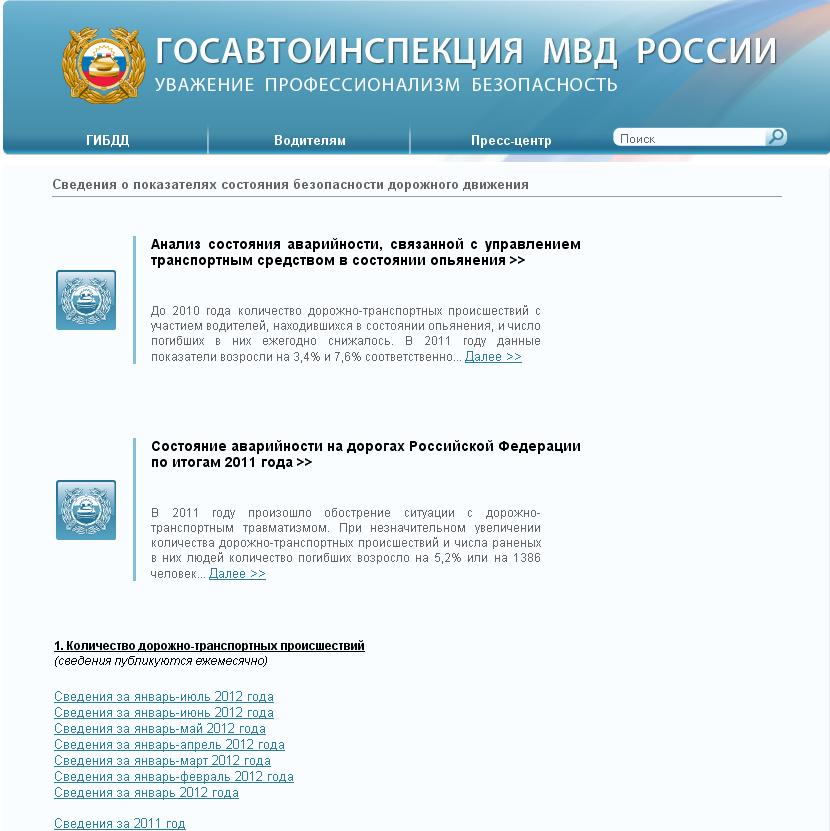 ГОСАВТОИНСПЕКЦИЯ МВД РОССИИ
УВАЖЕНИЕ ПРОФЕССИОНАЛИЗМ БЕЗОПАСНОСТЬ
ГИБДД
Водителям
Пресс-центр
Поиск
Сведения о показателях состояния безопасности дорожного движения
Анализ состояния аварийности, связанной с управлением
транспортным средством в состоянии опьянения >>
До 2010 года количество дорожно-транспортных происшествий с
участием водителей, находившихся в состоянии опьянения, и число
погибших в них ежегодно снижалось. В 2011 году данные
показатели возросли на 3,4% и 7,6% соответственно... Далее >>
Состояние аварийности на дорогах Российской Федерации
по итогам 2011 года >>
В 2011 году произошло обострение ситуации с дорожно-
транспортным травматизмом. При незначительном увеличении
количества дорожно-транспортных происшествий и числа раненых
в них людей количество погибших возросло на 5,2% или на 1386
человек... Далее >>
1. Количество дорожно-транспортных происшествий
(сведения публикуются ежемесячно)
Сведения за январь-июль 2012 года
Сведения за январь-июнь 2012 года
Сведения за январь-май 2012 года
Сведения за январь-апрель 2012 года
Сведения за январь-март 2012 года
Сведения за январь-февраль 2012 года
Сведения за январь 2012 года
Сведения за 2011 год